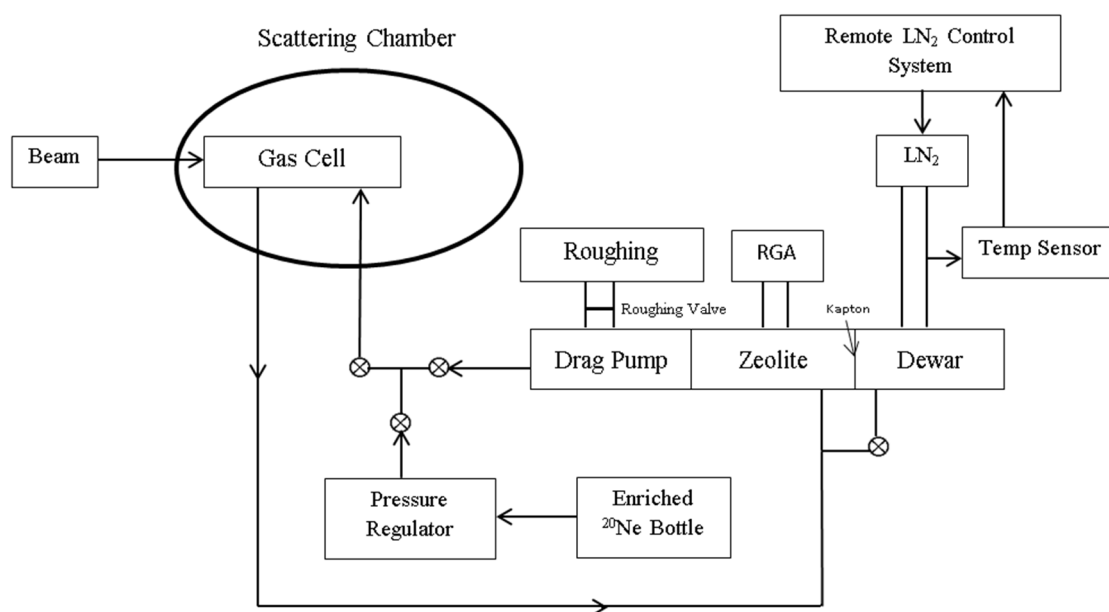 Scattering Chamber
Remote LN₂ Control
System
Beam
Gas Cell
LN₂
Roughing
RGA
Temp Sensor
Roughing Valve
Kapton
Drag Pump
Zeolite
Dewar
Pressure
Regulator
Enriched
²⁰Ne Bottle